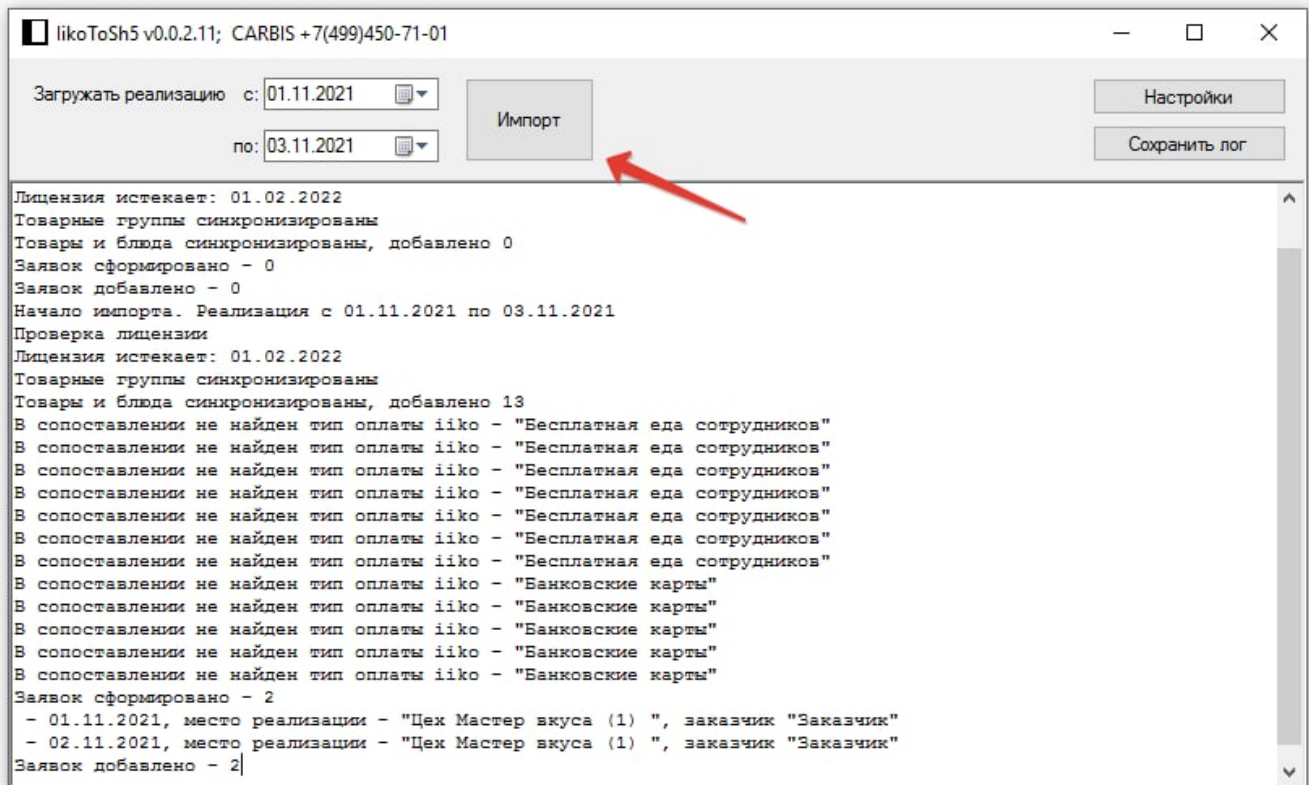 IikoToSh5 v0.0.2.11; CARBIS +7(499)450-71-01
Загружать реализацию с: 01.11.2021
по: 03.11.2021
Импорт
Настройки
Сохранить лог
Лицензия истекает: 01.02.2022
Товарные группы синхронизированы
Товары и блюда синхронизированы, добавлено 0
Заявок сформировано - 0
Заявок добавлено - 0
Начало импорта. Реализация с 01.11.2021 по 03.11.2021
Проверка лицензии
Лицензия истекает: 01.02.2022
Товарные группы синхронизированы
Товары и блюда синхронизированы, добавлено 13
В сопоставлении не найден тип оплаты iiko - "Бесплатная еда сотрудников"
В сопоставлении не найден тип оплаты iiko - "Бесплатная еда сотрудников"
В сопоставлении не найден тип оплаты iiko - "Бесплатная еда сотрудников"
В сопоставлении не найден тип оплаты iiko - "Бесплатная еда сотрудников"
В сопоставлении не найден тип оплаты iiko - "Бесплатная еда сотрудников"
В сопоставлении не найден тип оплаты iiko - "Бесплатная еда сотрудников"
В сопоставлении не найден тип оплаты iiko - "Бесплатная еда сотрудников"
В сопоставлении не найден тип оплаты iiko - "Банковские карты"
В сопоставлении не найден тип оплаты iiko - "Банковские карты"
В сопоставлении не найден тип оплаты iiko - "Банковские карты"
В сопоставлении не найден тип оплаты iiko - "Банковские карты"
В сопоставлении не найден тип оплаты iiko - "Банковские карты"
Заявок сформировано - 2
- 01.11.2021, место реализации - "Цех Мастер вкуса (1) ", заказчик "Заказчик"
- 02.11.2021, место реализации - "Цех Мастер вкуса (1) ", заказчик "Заказчик"
Заявок добавлено - 2